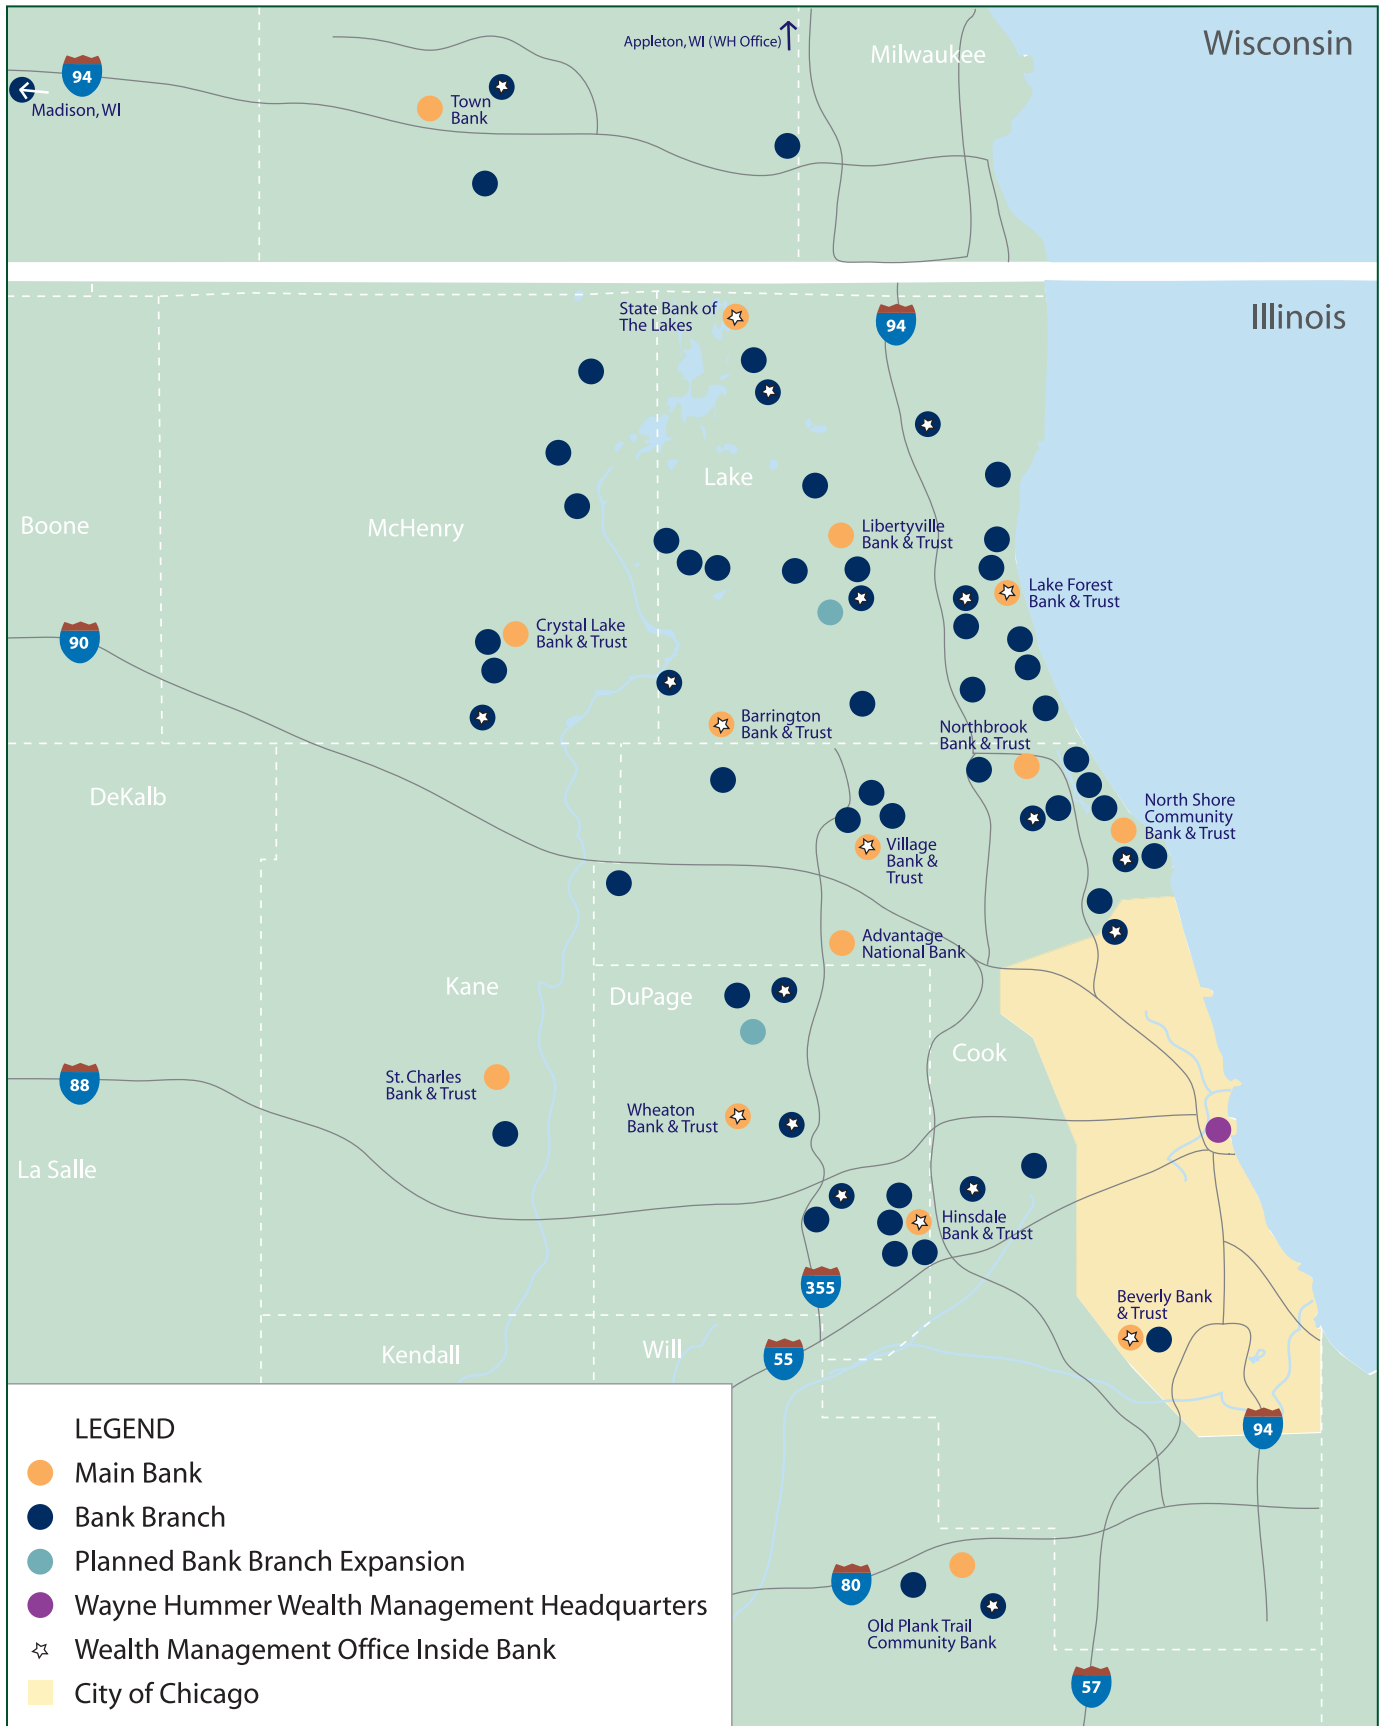 Wisconsin
Appleton, WI (WH Office)
Milwaukee
94
Madison, WI
Town
Bank
Illinois
State Bank of
The Lakes
94
Lake
Boone
McHenry
Libertyville
Bank & Trust
Lake Forest
Bank & Trust
90
Crystal Lake
Bank & Trust
Barrington
Bank & Trust
Northbrook
Bank & Trust
DeKalb
North Shore
Community
Bank & Trust
Village
Bank &
Trust
Advantage
National Bank
Kane
DuPage
Cook
88
St. Charles
Bank & Trust
Wheaton
Bank & Trust
La Salle
Hinsdale
Bank & Trust
355
Beverly Bank
& Trust
Kendall
Will
55
94
LEGEND
Main Bank
Bank Branch
Planned Bank Branch Expansion
Wayne Hummer Wealth Management Headquarters
Wealth Management Office Inside Bank
City of Chicago
80
Old Plank Trail
Community Bank
57